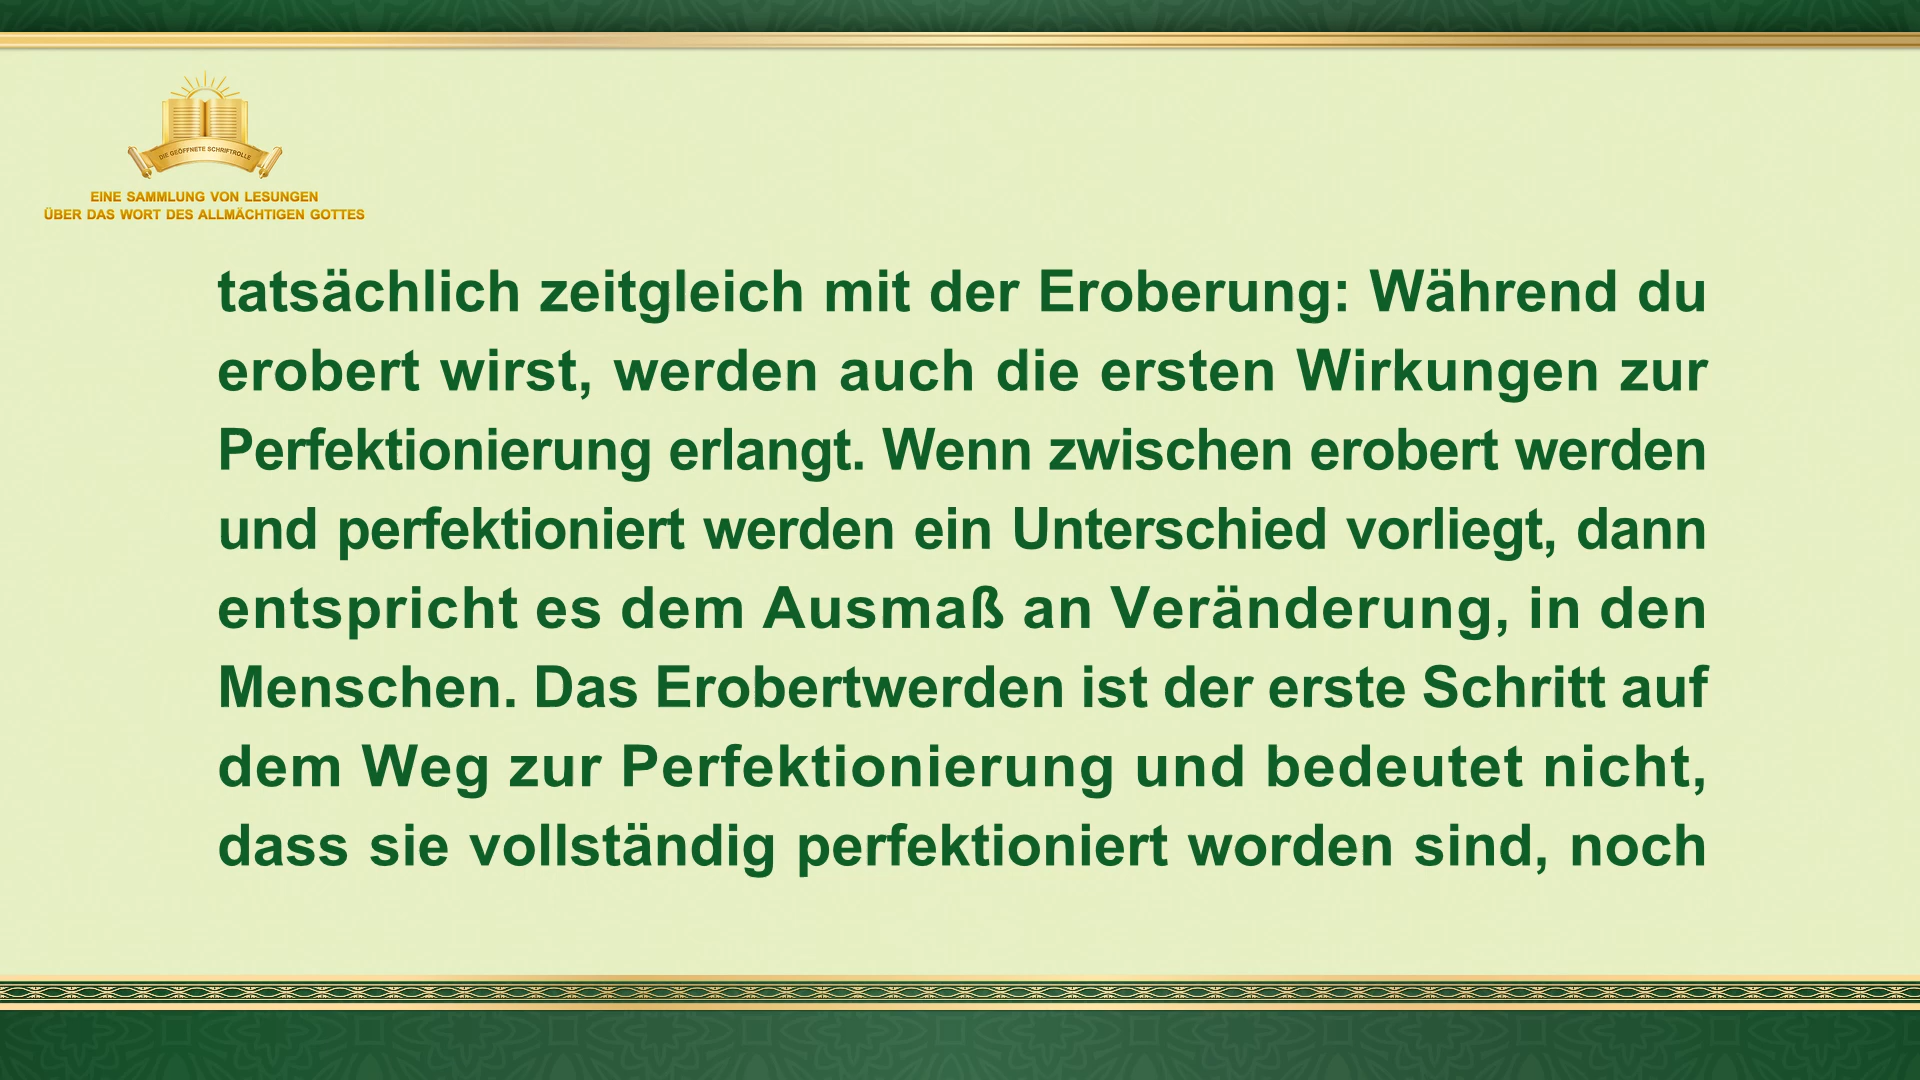 DIE GEÖFFNETE SCHRIFTROLLE
EINE SAMMLUNG VON LESUNGEN
ÜBER DAS WORT DES ALLMÄCHTIGEN GOTTES
tatsächlich zeitgleich mit der Eroberung: Während du
erobert wirst, werden auch die ersten Wirkungen zur
Perfektionierung erlangt. Wenn zwischen erobert werden
und perfektioniert werden ein Unterschied vorliegt, dann
entspricht es dem Ausmaß an Veränderung, in den
Menschen. Das Erobertwerden ist der erste Schritt auf
dem Weg zur Perfektionierung und bedeutet nicht,
dass sie vollständig perfektioniert worden sind, noch